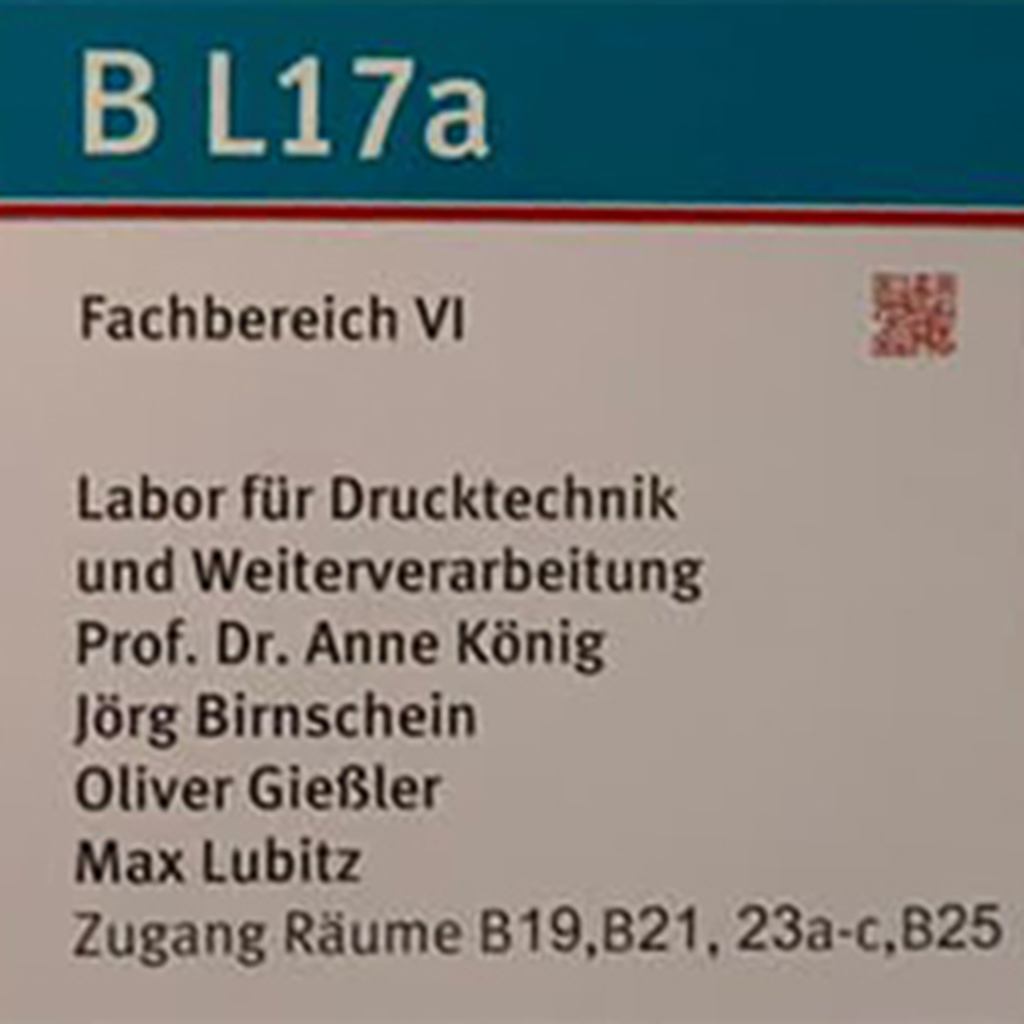 B L17a
Fachbereich VI
Labor für Drucktechnik
und Weiterverarbeitung
Prof. Dr. Anne König
Jörg Birnschein
Oliver Gießler
Max Lubitz
Zugang Räume B19,B21, 23a-c,B25